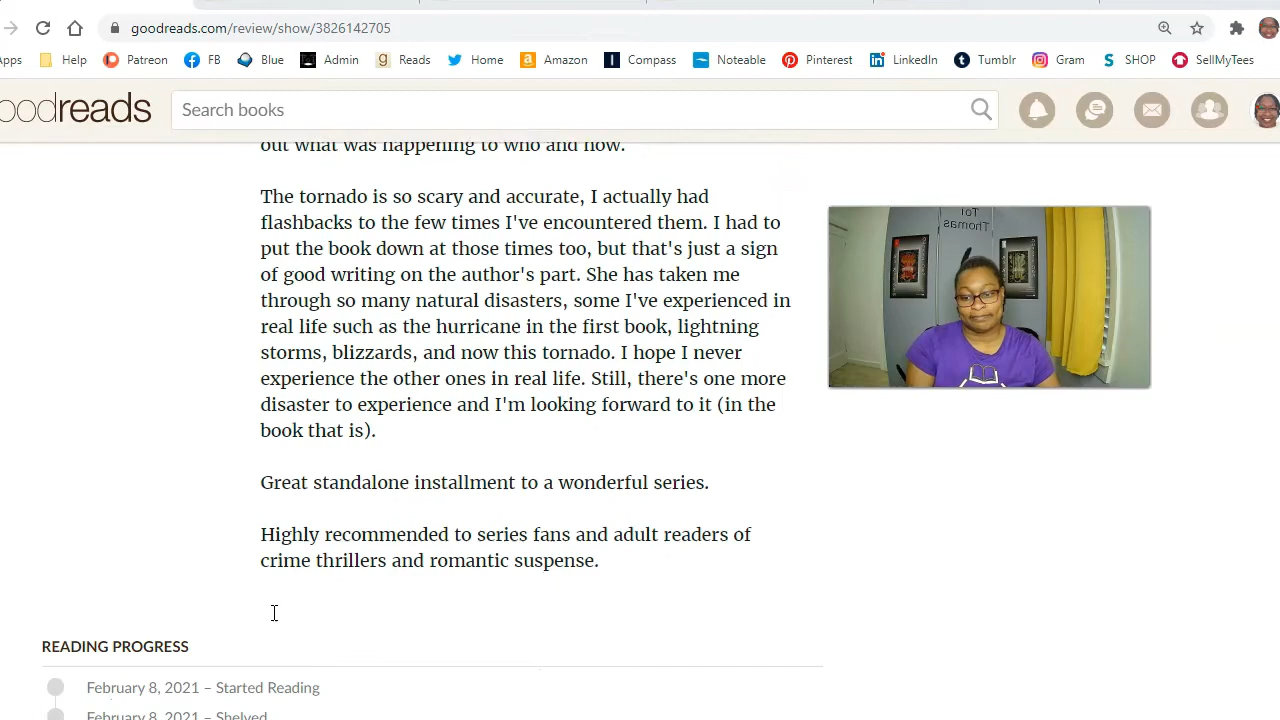 goodreads.com/review/show/3826142705
pps Help Patreon FB Blue Admin Reads Home Amazon Compass Noteable Pinterest LinkedIn Tumblr Gram SHOP SellMyTees
oodreads Search books
out what was happening to who and how.
The tornado is so scary and accurate, I actually had
flashbacks to the few times I've encountered them. I had to
put the book down at those times too, but that's just a sign
of good writing on the author's part. She has taken me
through so many natural disasters, some I've experienced in
real life such as the hurricane in the first book, lightning
storms, blizzards, and now this tornado. I hope I never
experience the other ones in real life. Still, there's one more
disaster to experience and I'm looking forward to it (in the
book that is).
Great standalone installment to a wonderful series.
Highly recommended to series fans and adult readers of
crime thrillers and romantic suspense.
READING PROGRESS
February 8, 2021 – Started Reading
February 8, 2021 – Shelved
Toi
Thomas